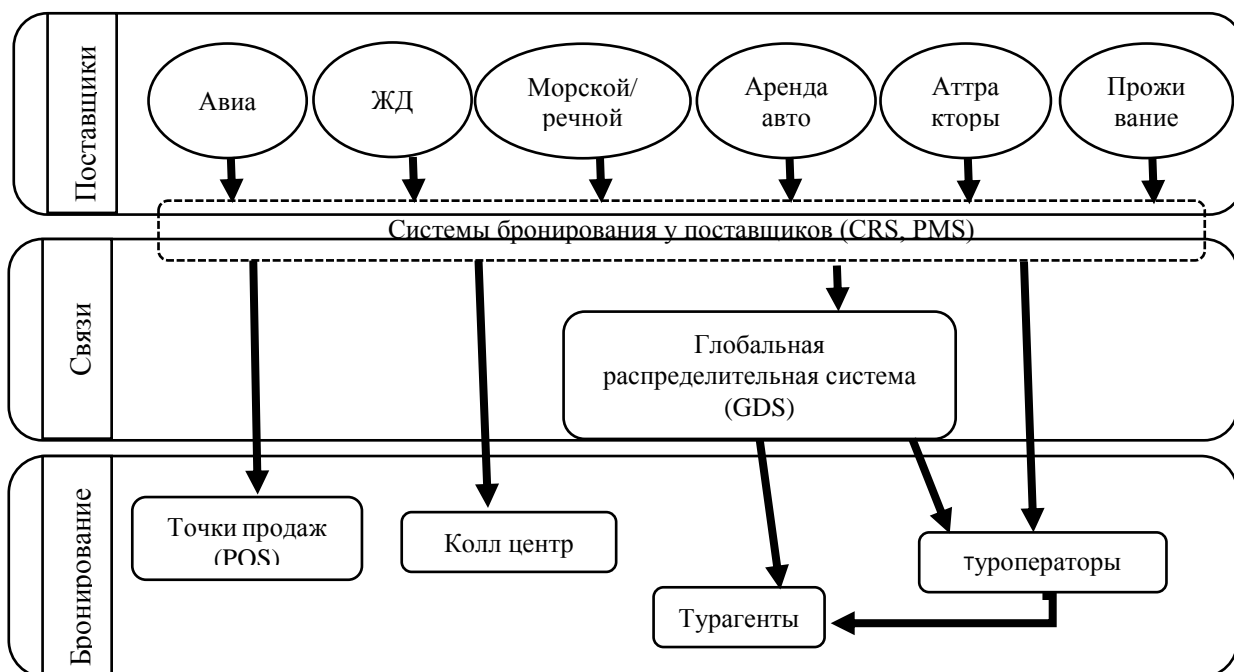 Поставщики
Авиа
ЖД
Морской/
речной
Аренда
авто
Аттра
кторы
Прожи
вание
Системы бронирования у поставщиков (CRS, PMS)
Связи
Глобальная
распределительная система
(GDS)
Бронирование
Точки продаж
(POS)
Колл центр
туроператоры
Турагенты